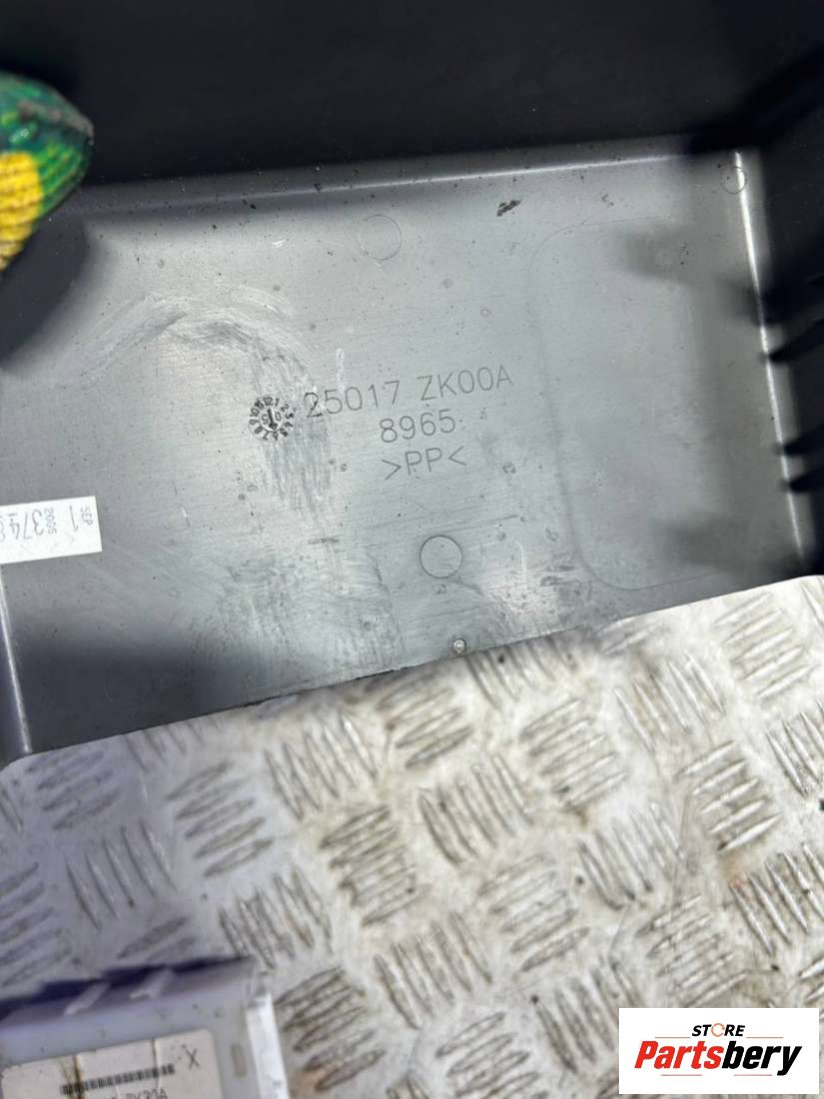 25017 ZK00A
8965
>PP<
X
STORE
Partsbery